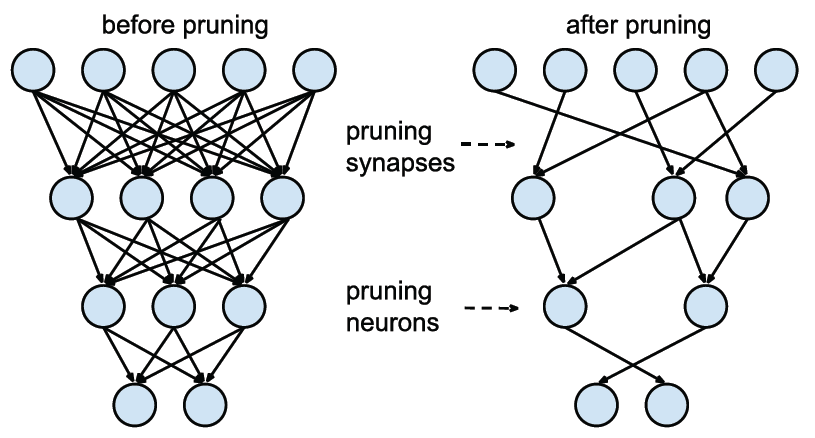 before pruning
after pruning
pruning
synapses
pruning
neurons